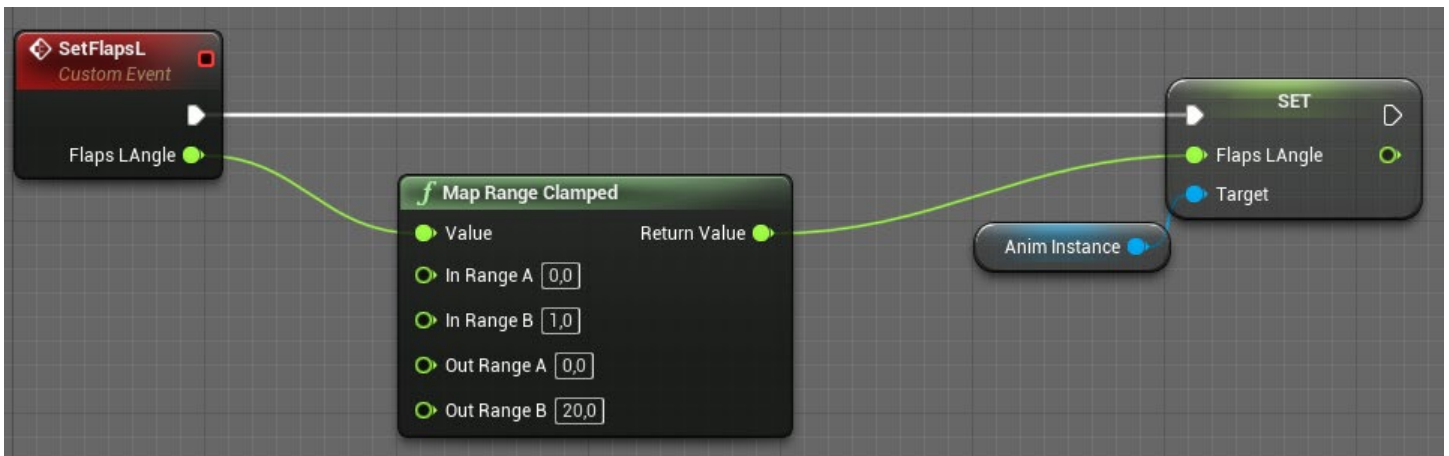 SetFlapsL
Custom Event
Flaps LAngle
f Map Range Clamped
Value Return Value
In Range A 0,0
In Range B 1,0
Out Range A 0,0
Out Range B 20,0
Anim Instance
SET
Flaps LAngle
Target